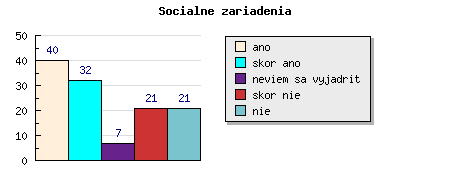 Socialne zariadenia
50
40
30
20
10
0
40
32
7
21
21
ano
skor ano
neviem sa vyjadrit
skor nie
nie